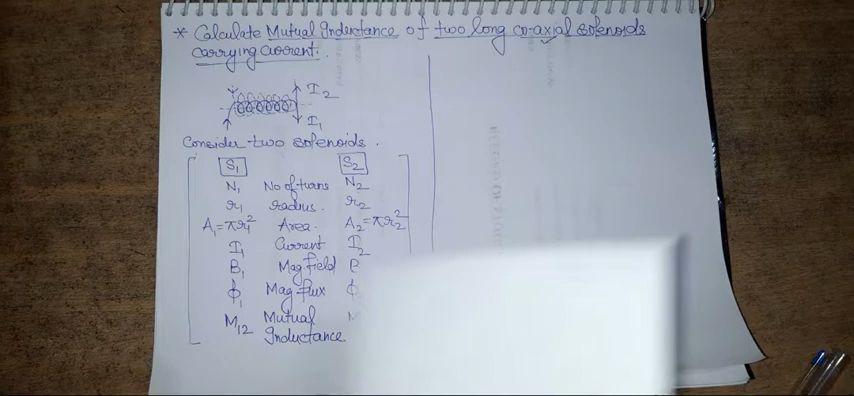 * Calculate Mutual Inductance of two long co-axial solenoids
carrying current.
I2
I1
Consider two solenoids.
S1 S2
N1 No of turns N2
r1 radius. r2
A1=πr1² Area. A2=πr2²
I1 Current I2
B1 Mag field
ϕ1 Mag flux ϕ
M12 Mutual M
Inductance